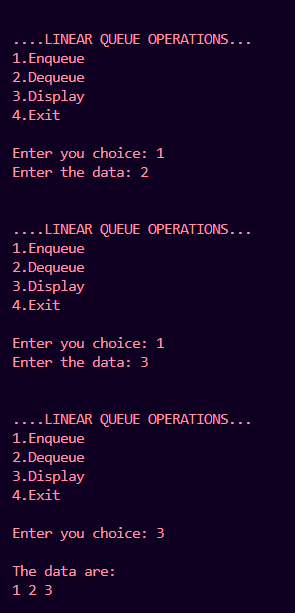 ....LINEAR QUEUE OPERATIONS...
1.Enqueue
2.Dequeue
3.Display
4.Exit
Enter you choice: 1
Enter the data: 2
....LINEAR QUEUE OPERATIONS...
1.Enqueue
2.Dequeue
3.Display
4.Exit
Enter you choice: 1
Enter the data: 3
....LINEAR QUEUE OPERATIONS...
1.Enqueue
2.Dequeue
3.Display
4.Exit
Enter you choice: 3
The data are:
1 2 3